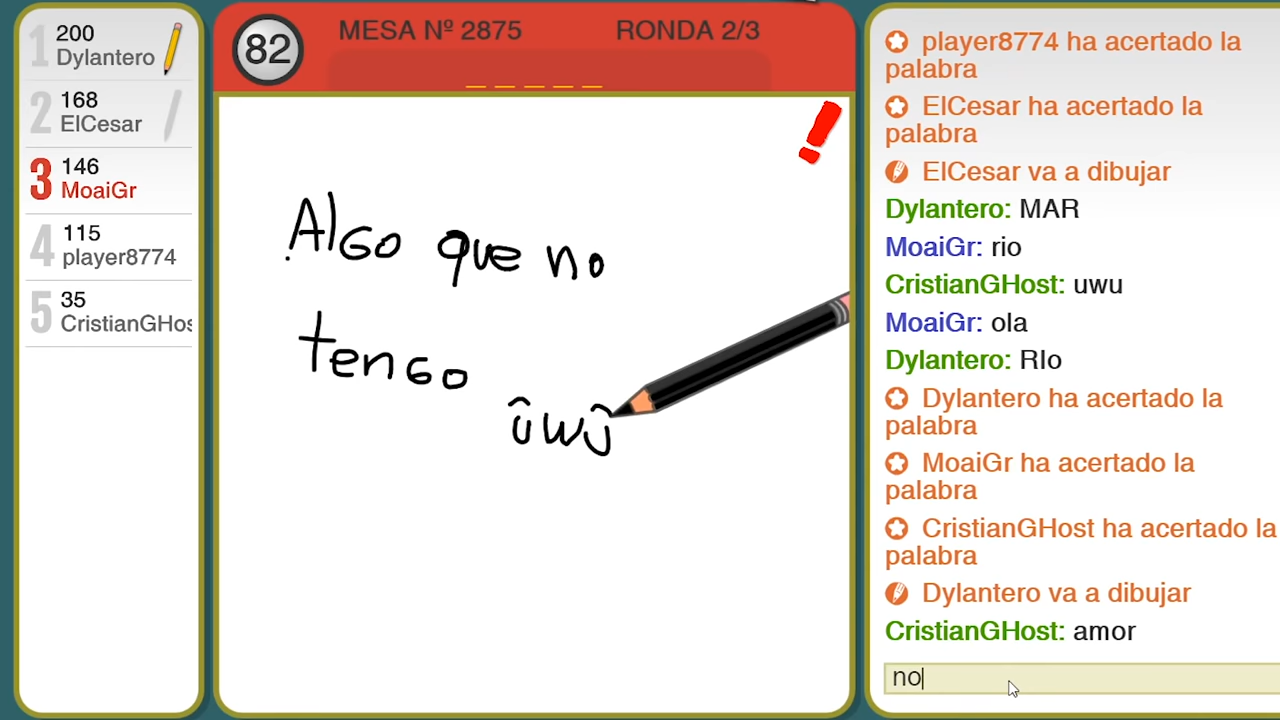 1 200
Dylantero
2 168
ElCesar
3 146
MoaiGr
4 115
player8774
5 35
CristianGHos
82
MESA Nº 2875
RONDA 2/3
_ _ _ _ _
!
Algo que no
tengo
ûwû
player8774 ha acertado la
palabra
ElCesar ha acertado la
palabra
ElCesar va a dibujar
Dylantero: MAR
MoaiGr: rio
CristianGHost: uwu
MoaiGr: ola
Dylantero: RIo
Dylantero ha acertado la
palabra
MoaiGr ha acertado la
palabra
CristianGHost ha acertado la
palabra
Dylantero va a dibujar
CristianGHost: amor
no